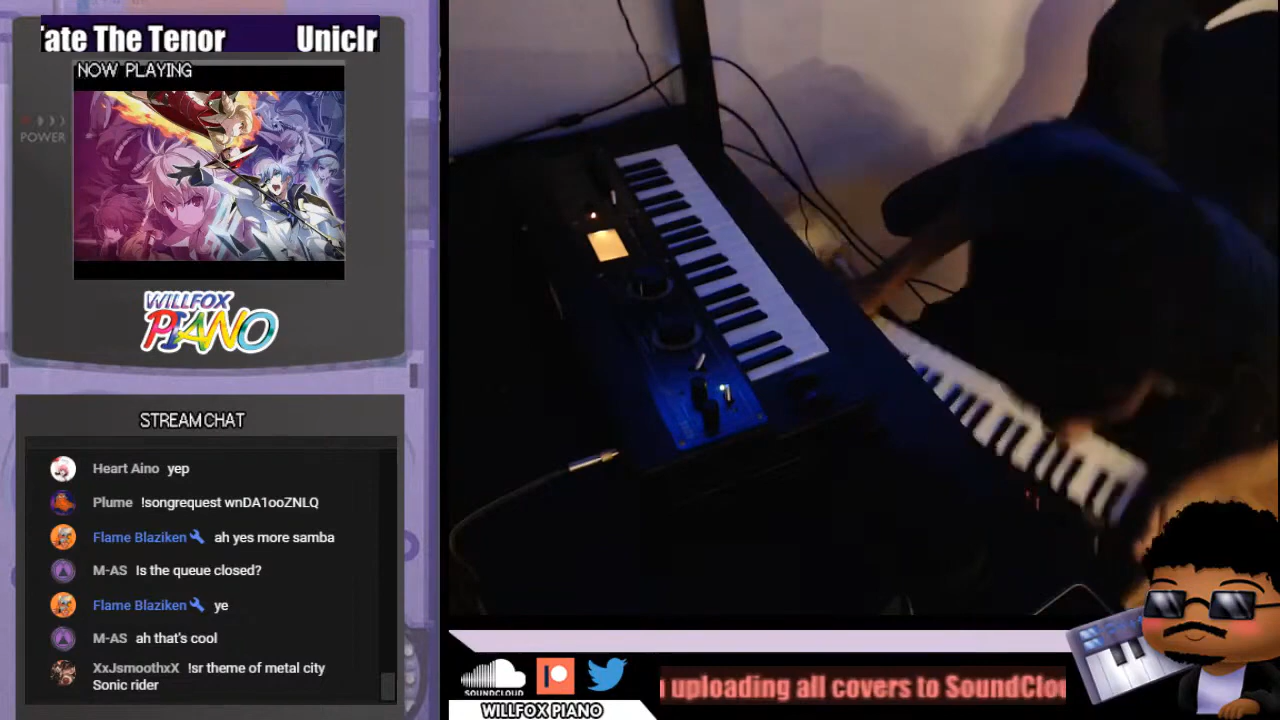 Tate The Tenor Uniclr
NOW PLAYING
POWER
WILLFOX
PIANO
STREAM CHAT
Heart Aino yep
Plume !songrequest wnDA1ooZNLQ
Flame Blaziken ah yes more samba
M-AS Is the queue closed?
Flame Blaziken ye
M-AS ah that's cool
XxJsmoothxX !sr theme of metal city
Sonic rider
SOUNDCLOUD
uploading all covers to SoundClou
WILLFOX PIANO